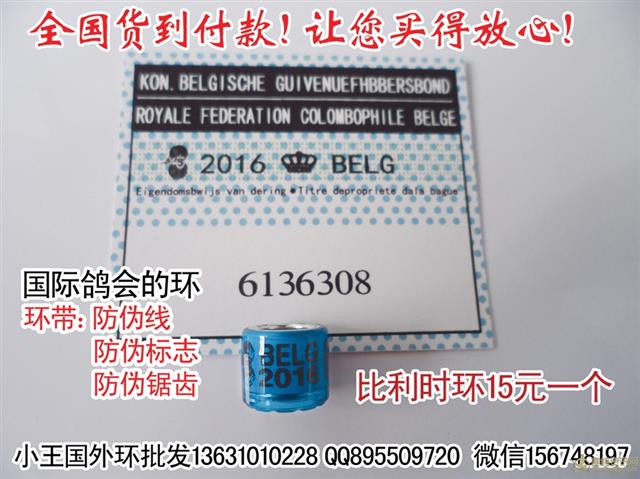 全国货到付款!让您买得放心!
KON. BELGISCHE GUIVENUEFHBBERSBOND
ROYALE FEDERATION COLOMBOPHILE BELGE
2016 BELG
Eigendomsbwijs van dering•Titre depropriete dals bague
6136308
国际鸽会的环
环带:防伪线
防伪标志
防伪锯齿
BELG
2016
比利时环15元一个
小王国外环批发13631010228 QQ895509720 微信156748197